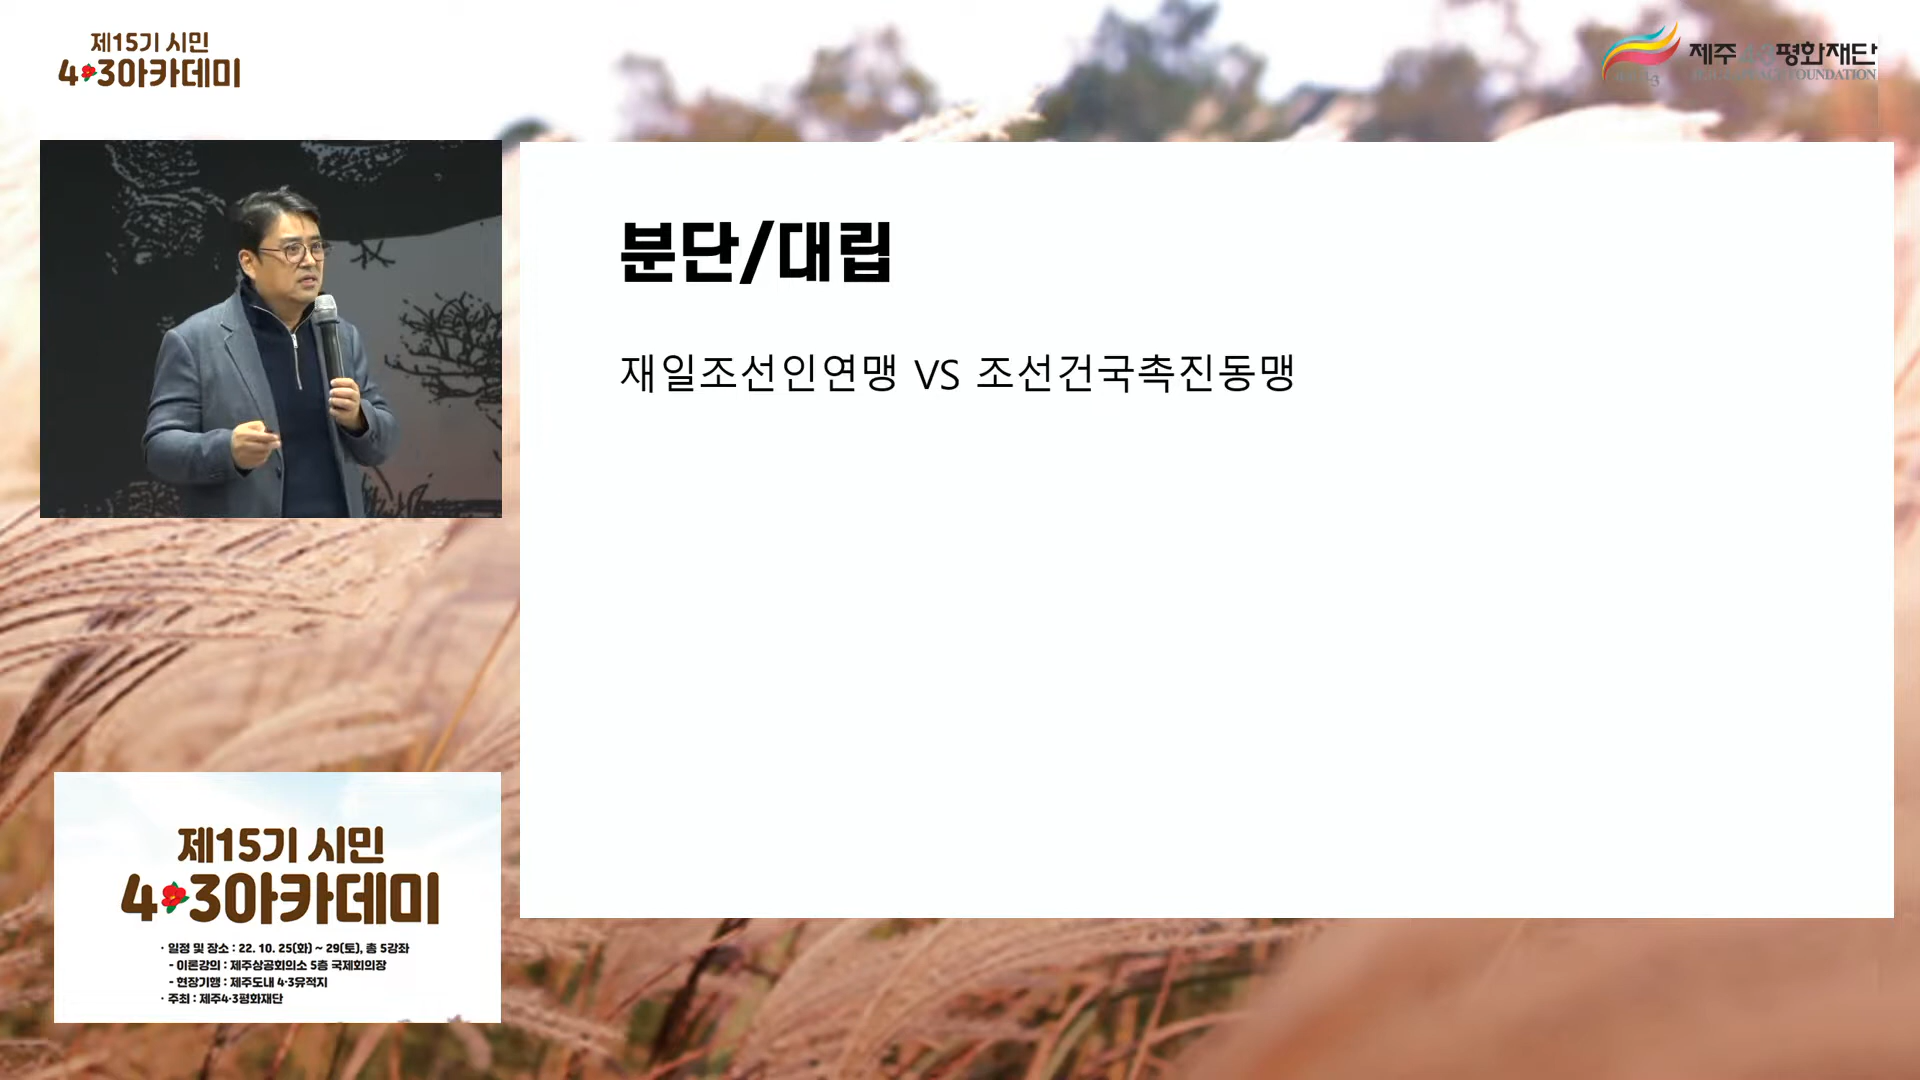 제15기 시민
4·3아카데미
제주4·3평화재단
분단/대립
재일조선인연맹 VS 조선건국촉진동맹
제15기 시민
4·3아카데미
· 일정 및 장소 : 22. 10. 25(화) ~ 29(토), 총 5강좌
- 이론강의 : 제주상공회의소 5층 국제회의장
- 현장기행 : 제주도내 4·3유적지
· 주최 : 제주4·3평화재단